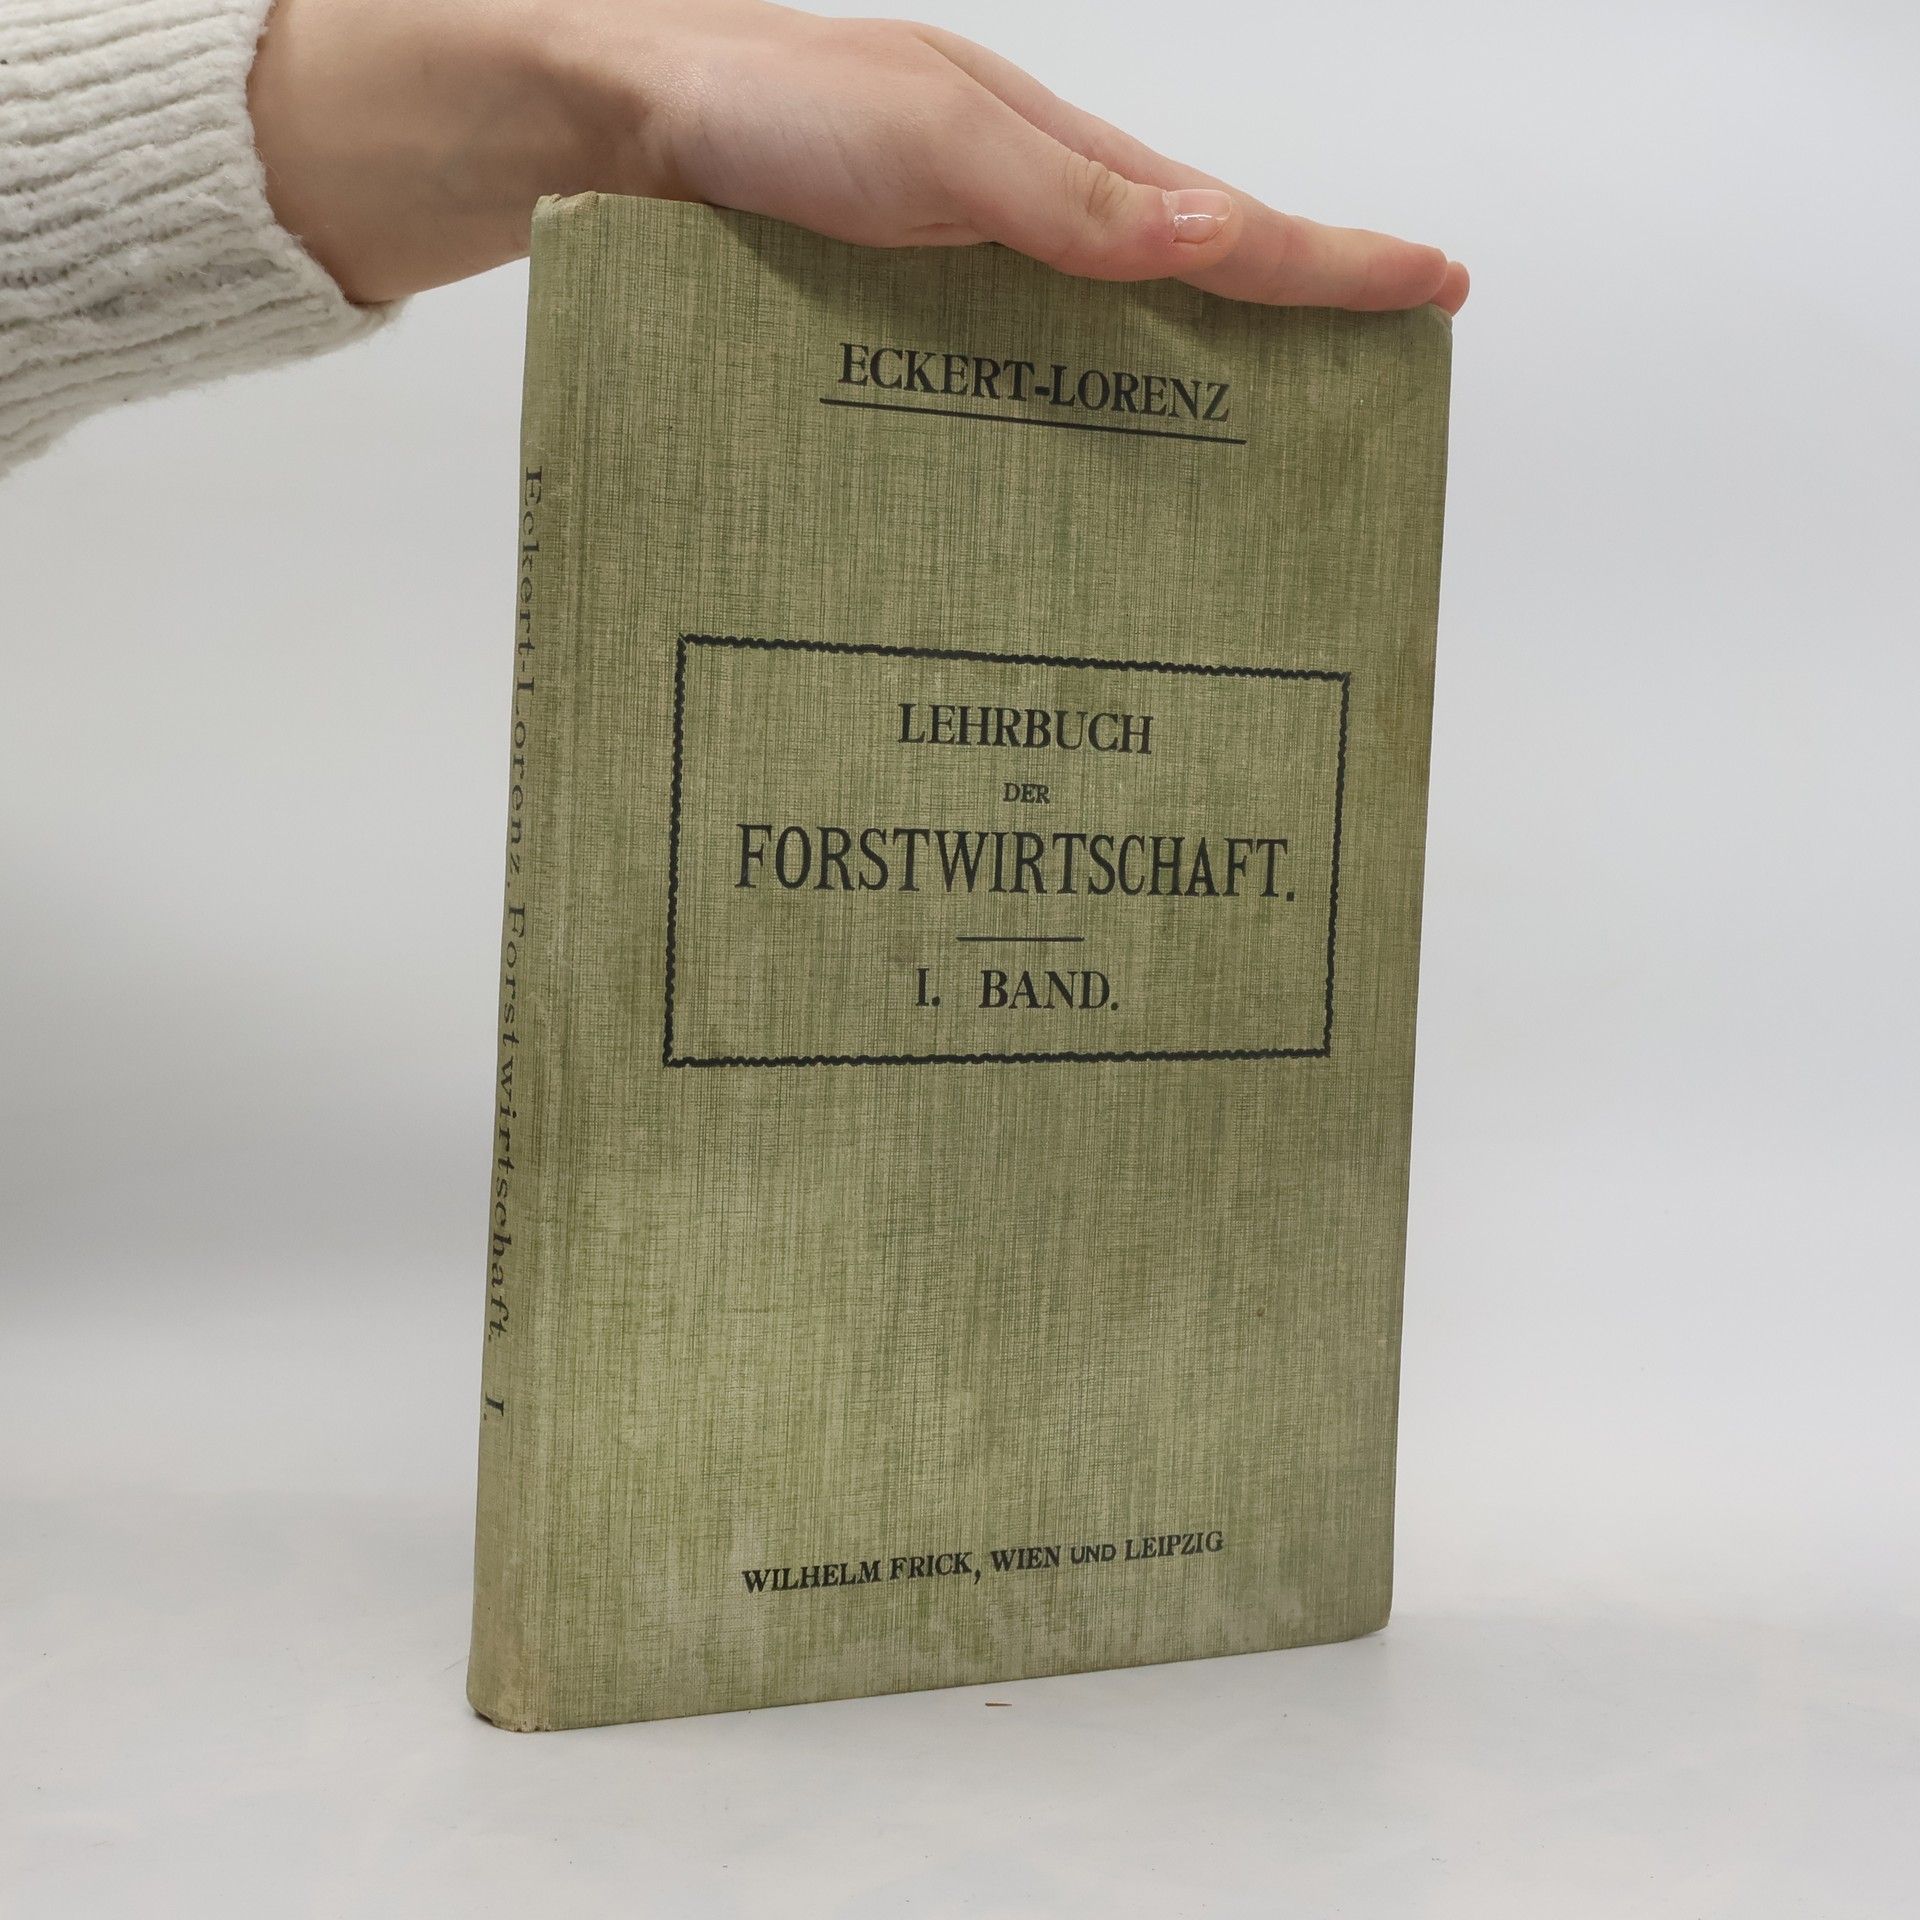 ECKERT-LORENZ
LEHRBUCH
DER
FORSTWIRTSCHAFT.
I. BAND.
WILHELM FRICK, WIEN UND LEIPZIG
Eckert-Lorenz, Forstwirtschaft. I.